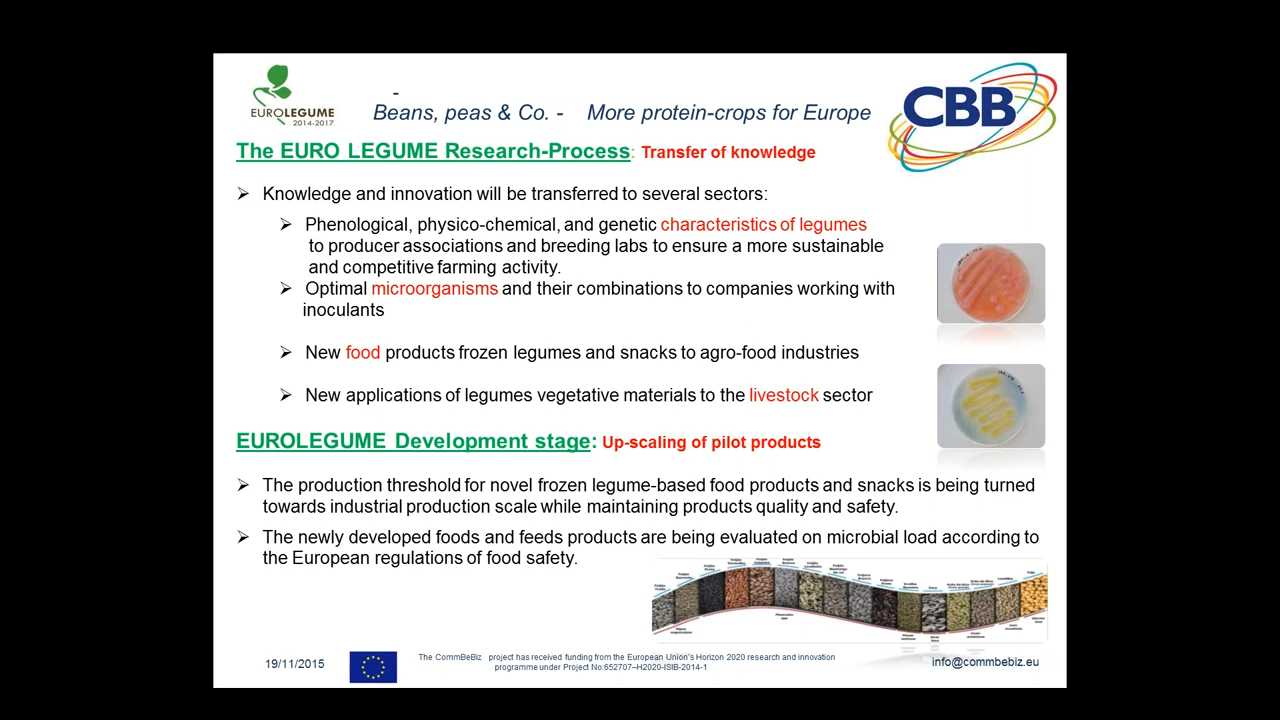 EUROLEGUME
2014-2017
-
Beans, peas & Co. - More protein-crops for Europe
CBB
The EURO LEGUME Research-Process: Transfer of knowledge
Knowledge and innovation will be transferred to several sectors:
Phenological, physico-chemical, and genetic characteristics of legumes
to producer associations and breeding labs to ensure a more sustainable
and competitive farming activity.
Optimal microorganisms and their combinations to companies working with
inoculants
New food products frozen legumes and snacks to agro-food industries
New applications of legumes vegetative materials to the livestock sector
EUROLEGUME Development stage: Up-scaling of pilot products
The production threshold for novel frozen legume-based food products and snacks is being turned
towards industrial production scale while maintaining products quality and safety.
The newly developed foods and feeds products are being evaluated on microbial load according to
the European regulations of food safety.
19/11/2015
The CommBeBiz project has received funding from the European Union's Horizon 2020 research and innovation
programme under Project No:652707–H2020-ISIB-2014-1
info@commbebiz.eu